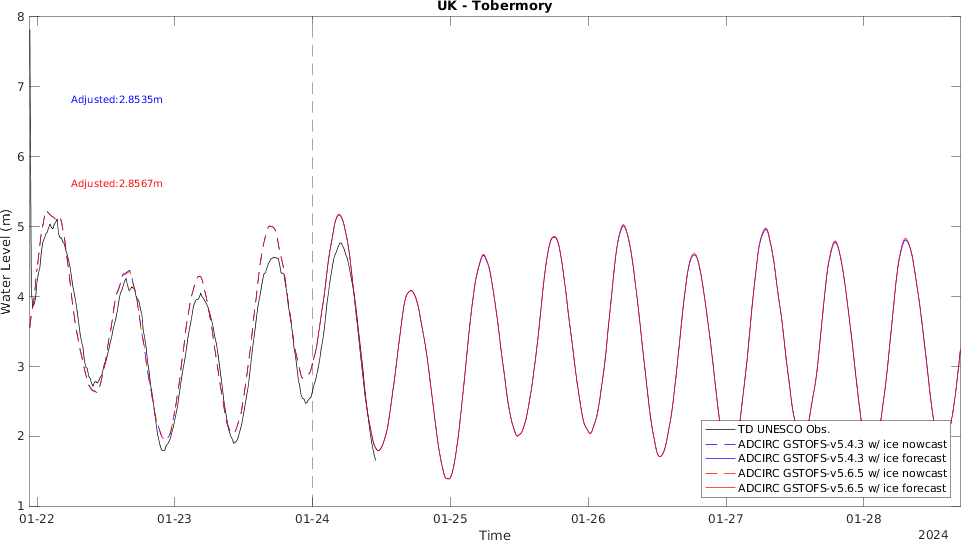 UK - Tobermory
8
7
6
5
4
3
2
1
Water Level (m)
Adjusted:2.8535m
Adjusted:2.8567m
TD UNESCO Obs.
ADCIRC GSTOFS-v5.4.3 w/ ice nowcast
ADCIRC GSTOFS-v5.4.3 w/ ice forecast
ADCIRC GSTOFS-v5.6.5 w/ ice nowcast
ADCIRC GSTOFS-v5.6.5 w/ ice forecast
01-22 01-23 01-24 01-25 01-26 01-27 01-28
Time
2024